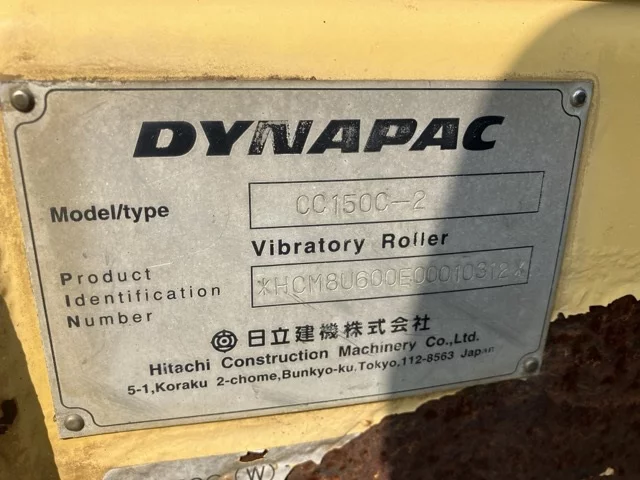 DYNAPAC
Model/type CC150C-2
Vibratory Roller
Product
Identification *HCM8U600E00010312*
Number
日立建機株式会社
Hitachi Construction Machinery Co.,Ltd.
5-1,Koraku 2-chome,Bunkyo-ku,Tokyo,112-8563 Japan
(W)